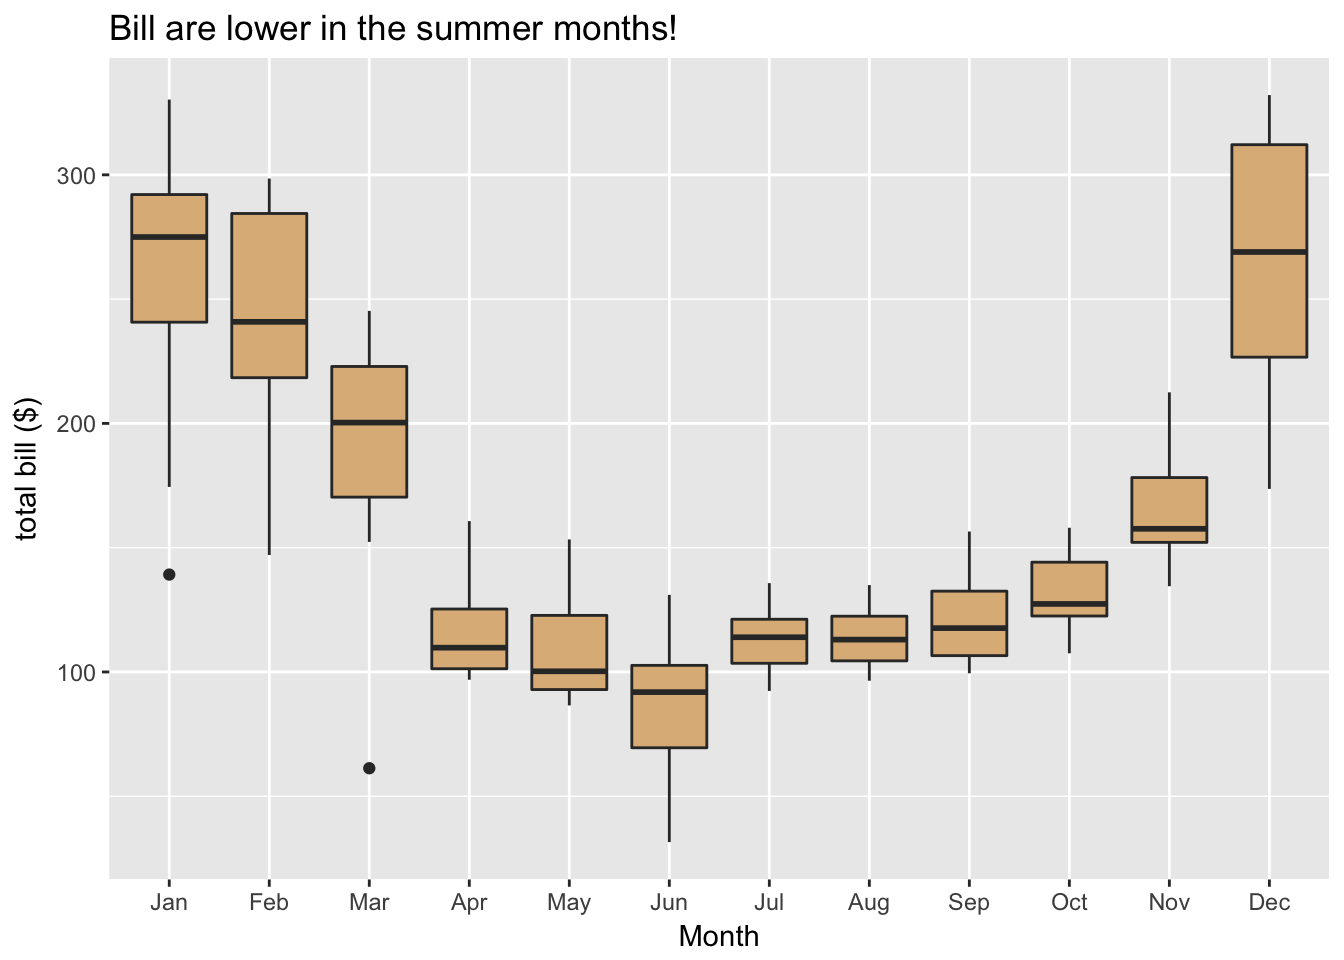 Bill are lower in the summer months!
total bill ($)
300
200
100
Jan Feb Mar Apr May Jun Jul Aug Sep Oct Nov Dec
Month